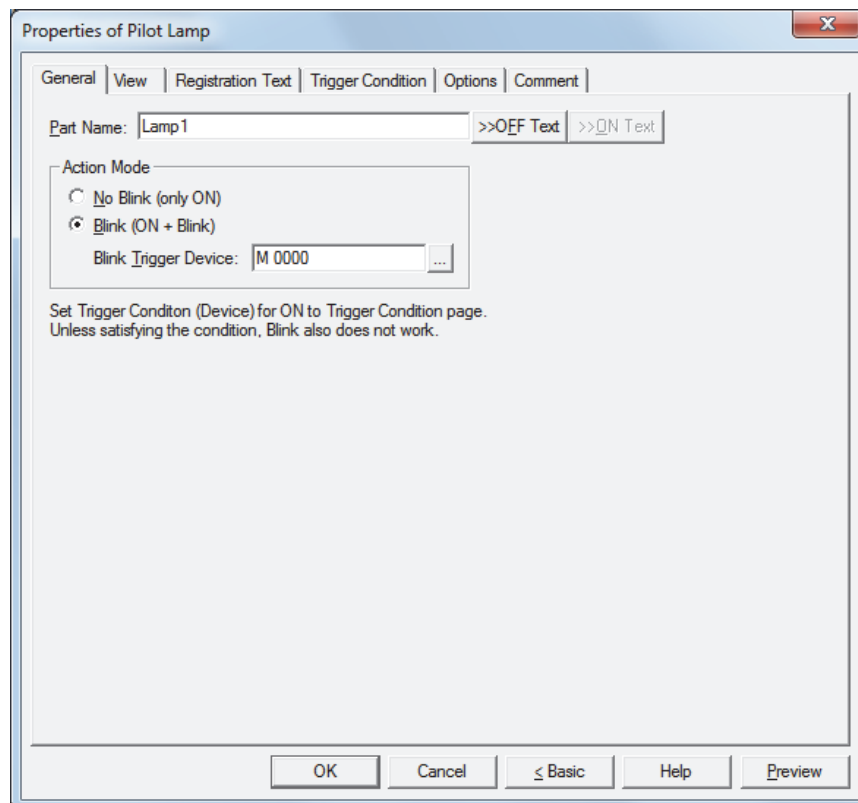 Properties of Pilot Lamp
General View Registration Text Trigger Condition Options Comment
Part Name: Lamp1 >>OFF Text >>ON Text
Action Mode
No Blink (only ON)
Blink (ON + Blink)
Blink Trigger Device: M 0000 ...
Set Trigger Conditon (Device) for ON to Trigger Condition page.
Unless satisfying the condition, Blink also does not work.
OK Cancel < Basic Help Preview